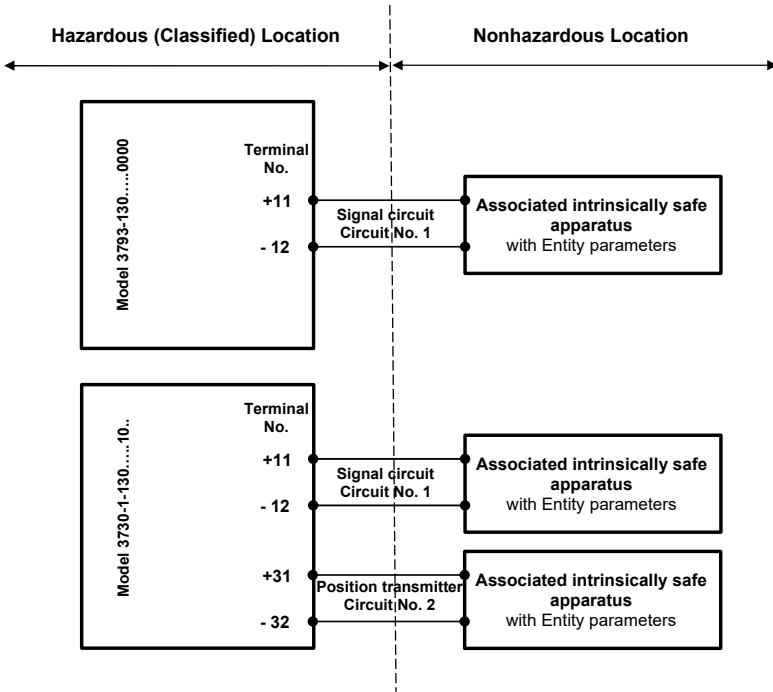 Hazardous (Classified) Location
Nonhazardous Location
Model 3793-130.....0000
Terminal
No.
+11
- 12
Signal circuit
Circuit No. 1
Associated intrinsically safe
apparatus
with Entity parameters
Model 3730-1-130......10..
Terminal
No.
+11
- 12
Signal circuit
Circuit No. 1
Associated intrinsically safe
apparatus
with Entity parameters
+31
- 32
Position transmitter
Circuit No. 2
Associated intrinsically safe
apparatus
with Entity parameters